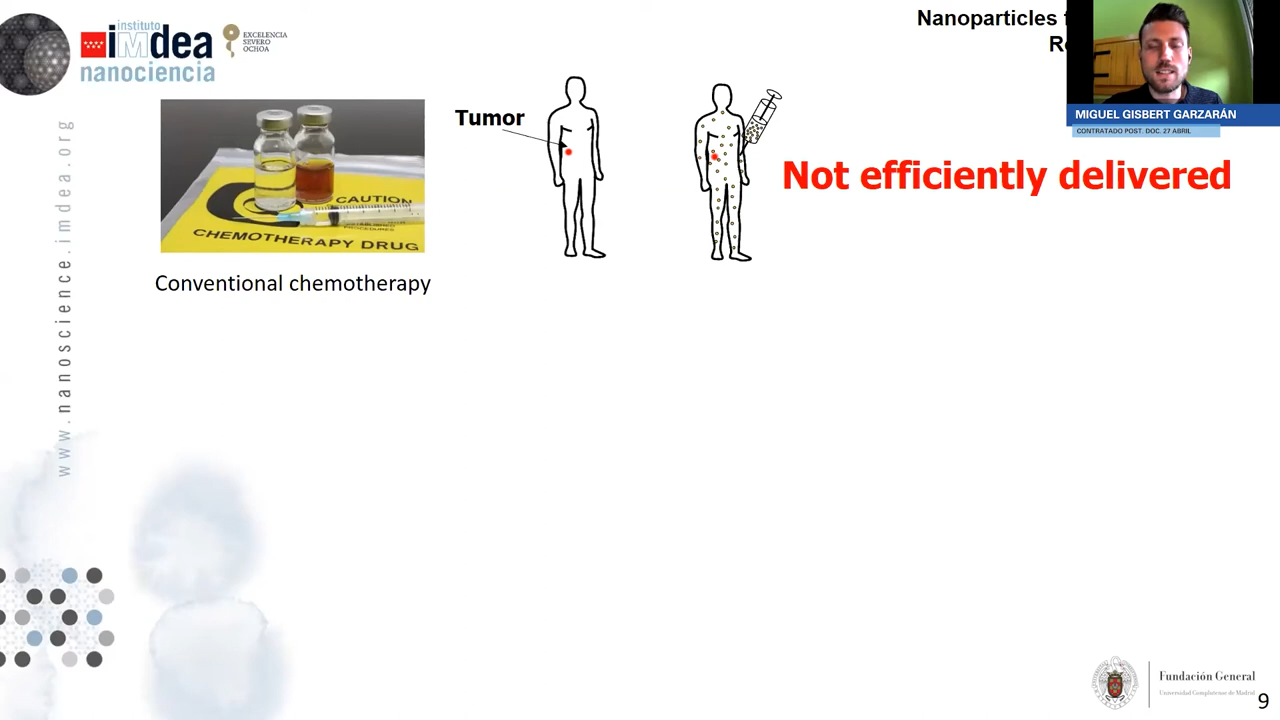 instituto
imdea
nanociencia
EXCELENCIA
SEVERO
OCHOA
Nanoparticles
MIGUEL GISBERT GARZARÁN
CONTRATADO POST. DOC. 27 ABRIL
www.nanoscience.imdea.org
Tumor
Not efficiently delivered
CAUTION
CHEMOTHERAPY DRUG
Conventional chemotherapy
Fundación General
Universidad Complutense de Madrid
9